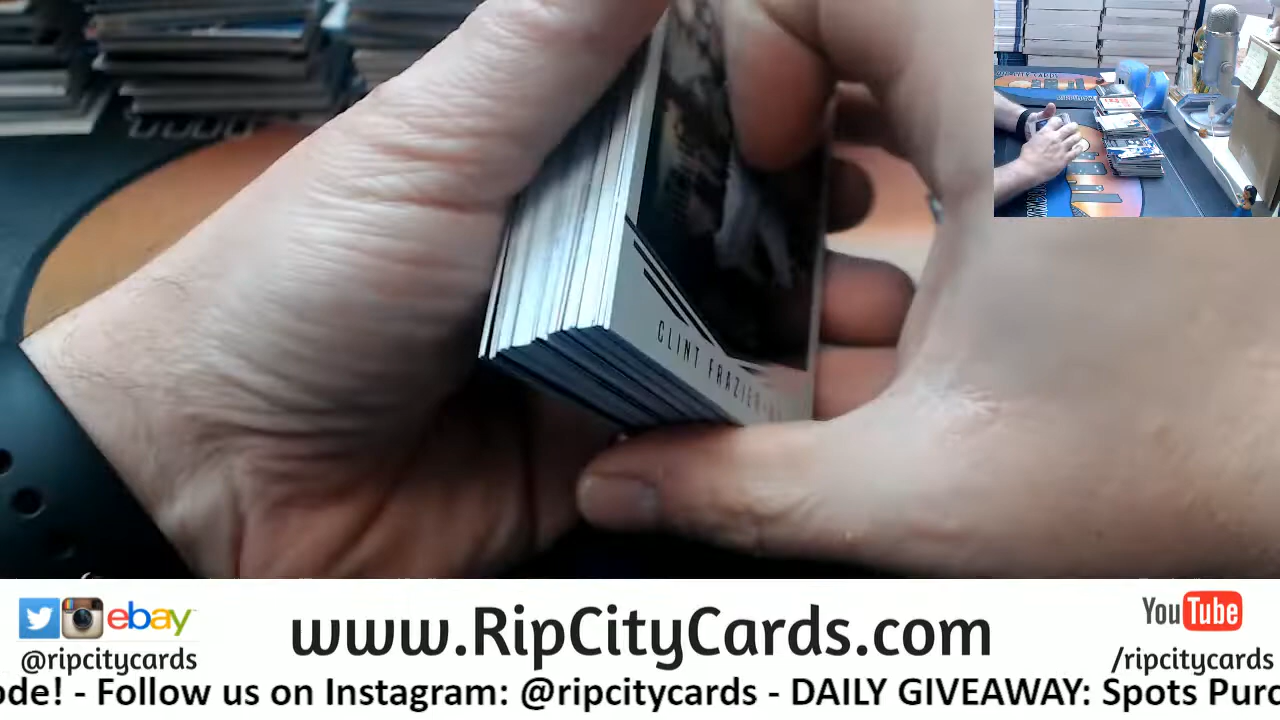 CLINT FRAZIER
ebay
@ripcitycards
www.RipCityCards.com
YouTube
/ripcitycards
ode! - Follow us on Instagram: @ripcitycards - DAILY GIVEAWAY: Spots Purc